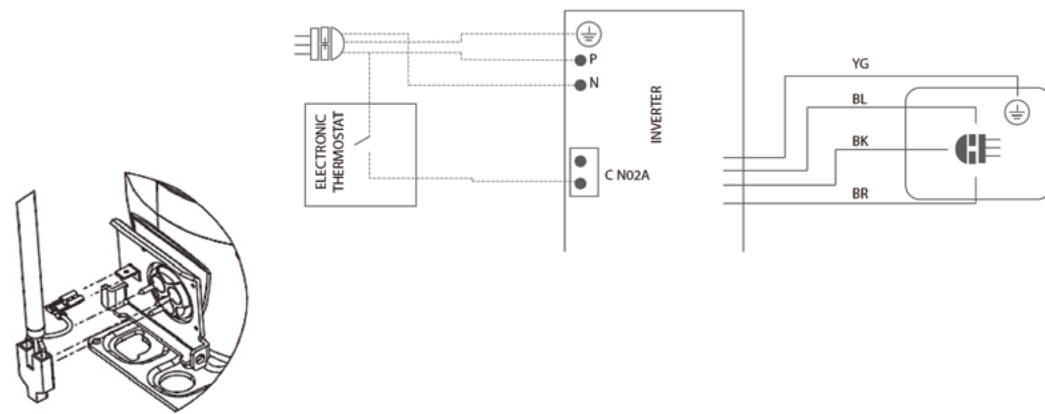 YG
P
BL
N
ELECTRONIC
THERMOSTAT
INVERTER
BK
C N02A
BR